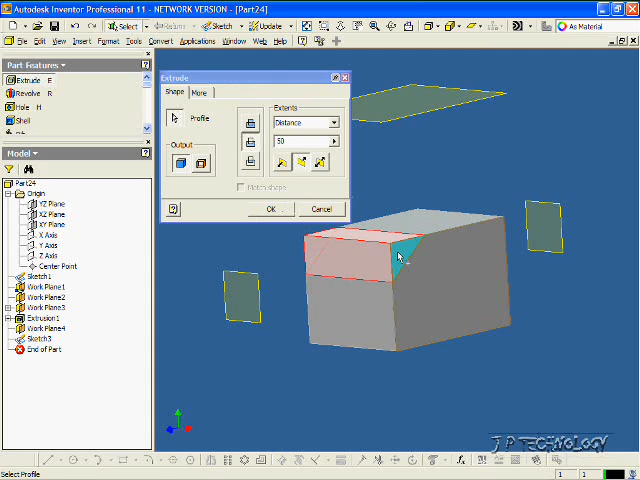 Autodesk Inventor Professional 11 - NETWORK VERSION - [Part24]
Select
Return
Sketch
Update
As Material
File Edit View Insert Format Tools Convert Applications Window Web Help
Part Features
Extrude E
Revolve R
Hole H
Shell
Rib
Model
Part24
Origin
YZ Plane
XZ Plane
XY Plane
X Axis
Y Axis
Z Axis
Center Point
Sketch1
Work Plane1
Work Plane2
Work Plane3
Extrusion1
Work Plane4
Sketch3
End of Part
Extrude
Shape More
Profile
Output
Extents
Distance
50
Match shape
OK
Cancel
J P TECHNOLOGY
Select Profile
1 1